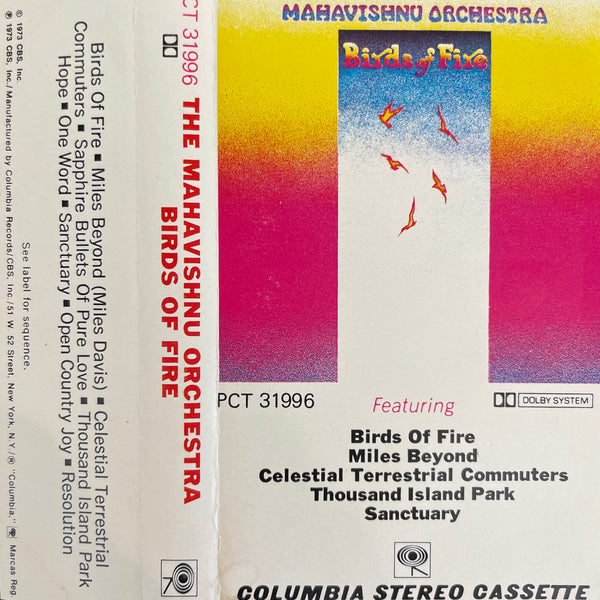 © 1973 CBS, Inc.
℗ 1973 CBS, Inc./Manufactured by Columbia Records/CBS, Inc./51 W. 52 Street, New York, N.Y./® "Columbia," Marcas Reg.
See label for sequence.
Birds Of Fire ■ Miles Beyond (Miles Davis) ■ Celestial Terrestrial
Commuters ■ Sapphire Bullets Of Pure Love ■ Thousand Island Park
Hope ■ One Word ■ Sanctuary ■ Open Country Joy ■ Resolution
CT 31996 THE MAHAVISHNU ORCHESTRA
BIRDS OF FIRE
MAHAVISHNU ORCHESTRA
Birds of Fire
PCT 31996
DOLBY SYSTEM
Featuring
Birds Of Fire
Miles Beyond
Celestial Terrestrial Commuters
Thousand Island Park
Sanctuary
COLUMBIA STEREO CASSETTE